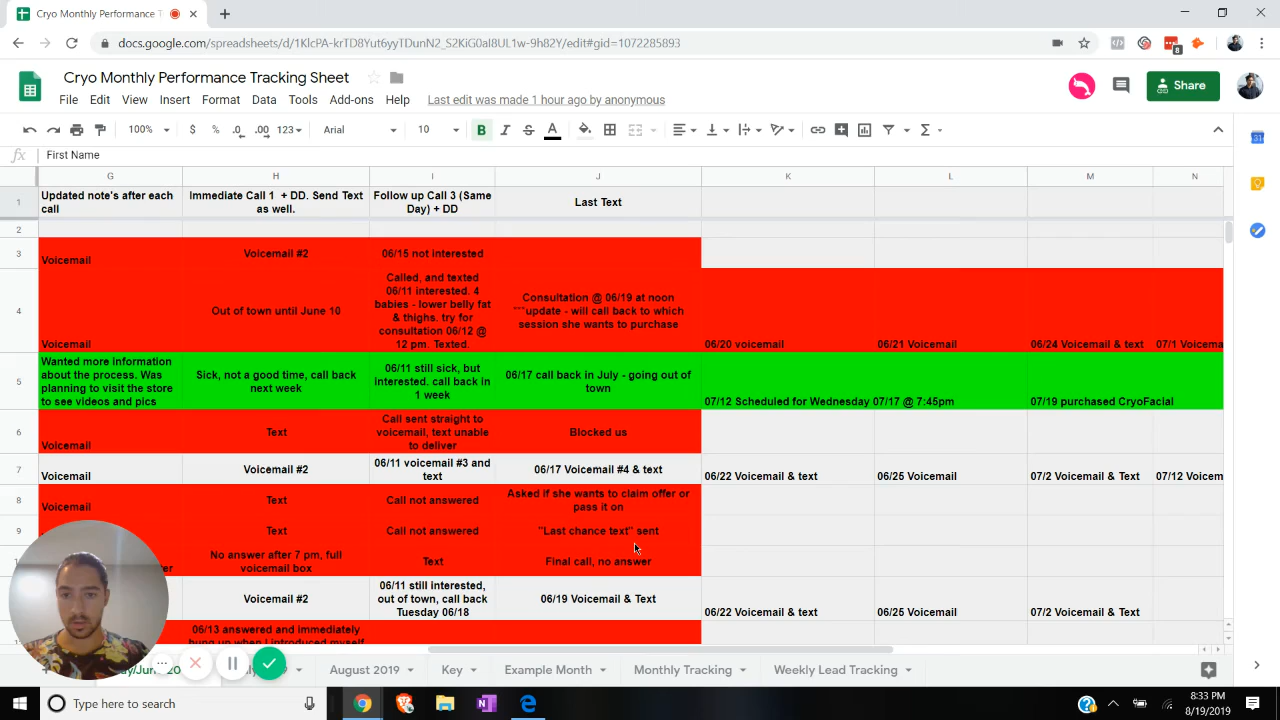 Cryo Monthly Performance T
docs.google.com/spreadsheets/d/1KlcPA-krTD8Yut6yyTDunN2_S2KiG0aI8UL1w-9h82Y/edit#gid=1072285893
8
Cryo Monthly Performance Tracking Sheet
File Edit View Insert Format Data Tools Add-ons Help Last edit was made 1 hour ago by anonymous
Share
100% $ % .0 .00 123 Arial 10 B I S A
31
fx First Name
G H I J K L M N
1
Updated note's after each
call
Immediate Call 1 + DD. Send Text
as well.
Follow up Call 3 (Same
Day) + DD
Last Text
2
3
Voicemail
Voicemail #2
06/15 not interested
4
Voicemail
Out of town until June 10
Called, and texted
06/11 interested. 4
babies - lower belly fat
& thighs. try for
consultation 06/12 @
12 pm. Texted.
Consultation @ 06/19 at noon
"""update - will call back to which
session she wants to purchase
06/20 voicemail
06/21 Voicemail
06/24 Voicemail & text
07/1 Voicema
5
Wanted more information
about the process. Was
planning to visit the store
to see videos and pics
Sick, not a good time, call back
next week
06/11 still sick, but
interested. call back in
1 week
06/17 call back in July - going out of
town
07/12 Scheduled for Wednesday 07/17 @ 7:45pm
07/19 purchased CryoFacial
6
Voicemail
Text
Call sent straight to
voicemail, text unable
to deliver
Blocked us
7
Voicemail
Voicemail #2
06/11 voicemail #3 and
text
06/17 Voicemail #4 & text
06/22 Voicemail & text
06/25 Voicemail
07/2 Voicemail & Text
07/12 Voicem
8
Voicemail
Text
Call not answered
Asked if she wants to claim offer or
pass it on
9
Text
Call not answered
"Last chance text" sent
No answer after 7 pm, full
voicemail box
Text
Final call, no answer
Voicemail #2
06/11 still interested,
out of town, call back
Tuesday 06/18
06/19 Voicemail & Text
06/22 Voicemail & text
06/25 Voicemail
07/2 Voicemail & Text
06/13 answered and immediately
hung up when I introduced myself
August 2019 Key Example Month Monthly Tracking Weekly Lead Tracking
Type here to search
8:33 PM
8/19/2019